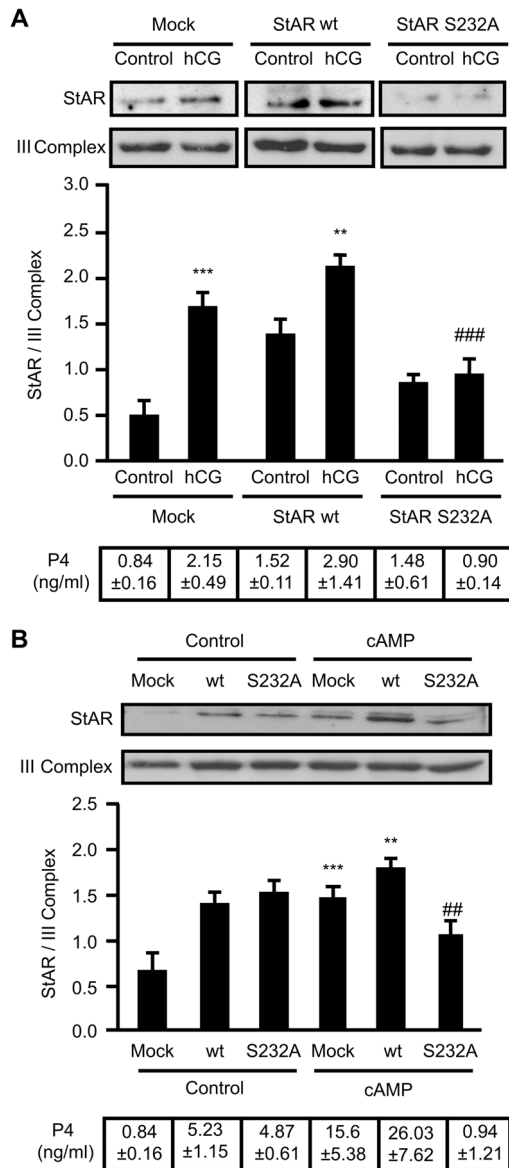 A
Mock StAR wt StAR S232A
Control hCG Control hCG Control hCG
StAR
III Complex
3.0
2.5
2.0
1.5
1.0
0.5
0.0
StAR / III Complex
*** ** ###
Control hCG Control hCG Control hCG
Mock StAR wt StAR S232A
P4 (ng/ml)
0.84 ±0.16
2.15 ±0.49
1.52 ±0.11
2.90 ±1.41
1.48 ±0.61
0.90 ±0.14
B
Control cAMP
Mock wt S232A Mock wt S232A
StAR
III Complex
2.5
2.0
1.5
1.0
0.5
0.0
StAR / III Complex
*** ** ##
Mock wt S232A Mock wt S232A
Control cAMP
P4 (ng/ml)
0.84 ±0.16
5.23 ±1.15
4.87 ±0.61
15.6 ±5.38
26.03 ±7.62
0.94 ±1.21